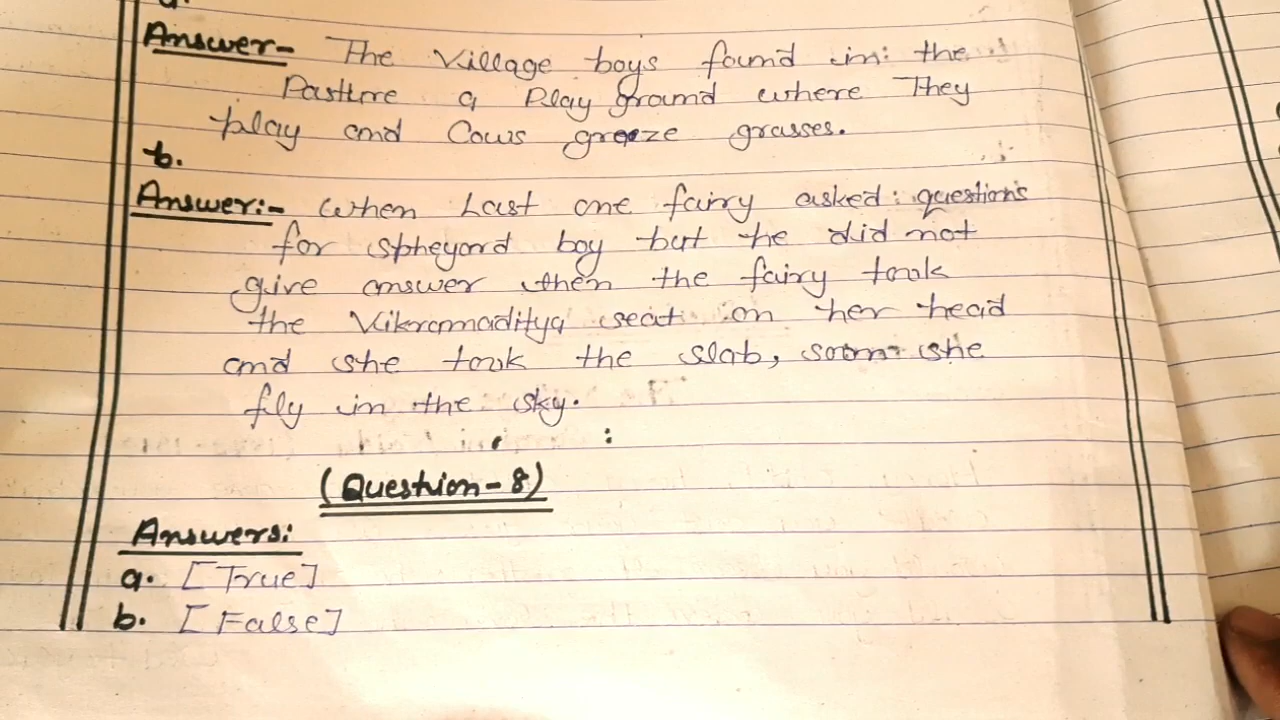 Answer- The Village boys found in the
Pasture a Play ground where They
play and Cows greeze grasses.
b.
Answer:- When Last one fairy asked questions
for spheyord boy but he did not
give answer then the fairy took
the Vikramaditya seat on her head
and she took the slab, soon she
fly in the sky.
(Question-8)
Answers:
a. [True]
b. [False]